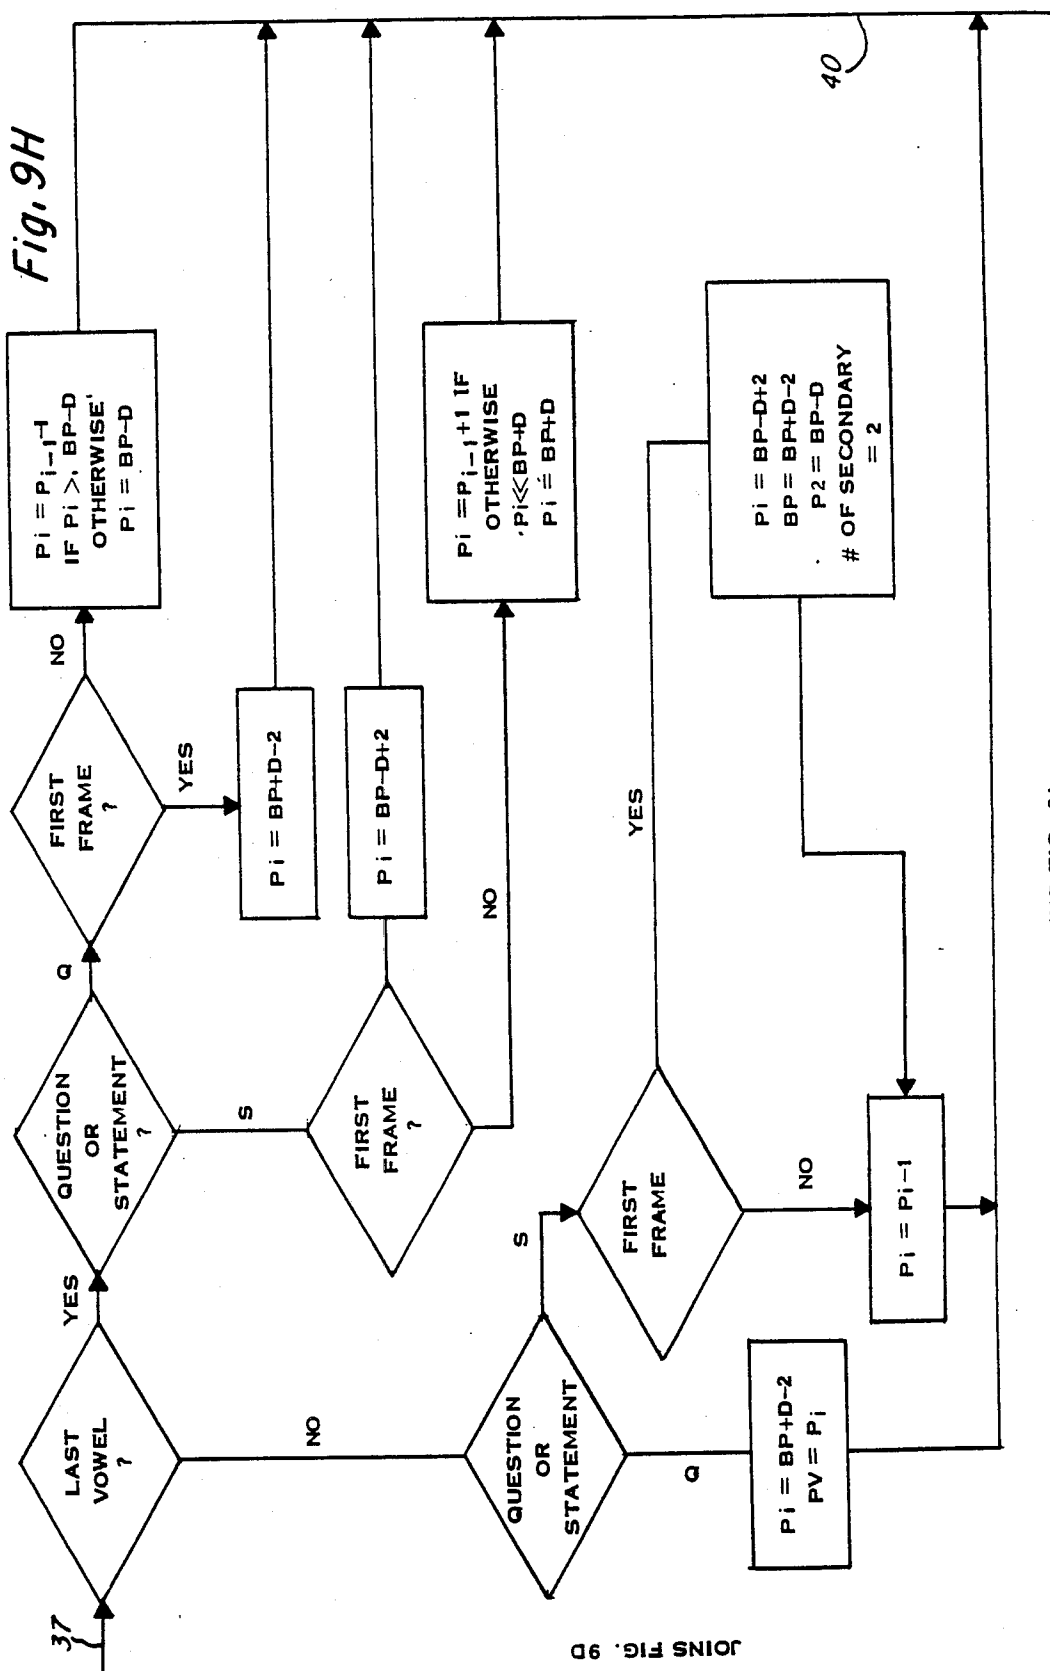 Fig. 9H
37
LAST
VOWEL
?
YES
QUESTION
OR
STATEMENT
?
Q
FIRST
FRAME
?
NO
Pi = Pi-1-1
IF Pi >, BP-D
OTHERWISE'
Pi = BP-D
YES
Pi = BP+D-2
S
FIRST
FRAME
?
Pi = BP-D+2
NO
Pi = Pi-1+1 IF
OTHERWISE
Pi<<BP+D
Pi = BP+D
NO
QUESTION
OR
STATEMENT
S
FIRST
FRAME
YES
Pi = BP-D+2
BP = BP+D-2
P2 = BP-D
# OF SECONDARY
= 2
NO
Pi = Pi-1
Q
Pi = BP+D-2
PV = Pi
40
JOINS FIG. 9D